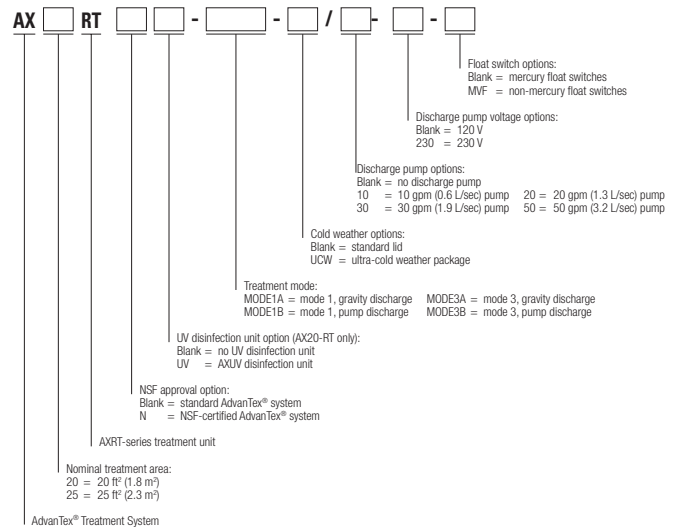 AX RT - - / - -
Float switch options:
Blank = mercury float switches
MVF = non-mercury float switches
Discharge pump voltage options:
Blank = 120 V
230 = 230 V
Discharge pump options:
Blank = no discharge pump
10 = 10 gpm (0.6 L/sec) pump 20 = 20 gpm (1.3 L/sec) pump
30 = 30 gpm (1.9 L/sec) pump 50 = 50 gpm (3.2 L/sec) pump
Cold weather options:
Blank = standard lid
UCW = ultra-cold weather package
Treatment mode:
MODE1A = mode 1, gravity discharge MODE3A = mode 3, gravity discharge
MODE1B = mode 1, pump discharge MODE3B = mode 3, pump discharge
UV disinfection unit option (AX20-RT only):
Blank = no UV disinfection unit
UV = AXUV disinfection unit
NSF approval option:
Blank = standard AdvanTex® system
N = NSF-certified AdvanTex® system
AXRT-series treatment unit
Nominal treatment area:
20 = 20 ft² (1.8 m²)
25 = 25 ft² (2.3 m²)
AdvanTex® Treatment System